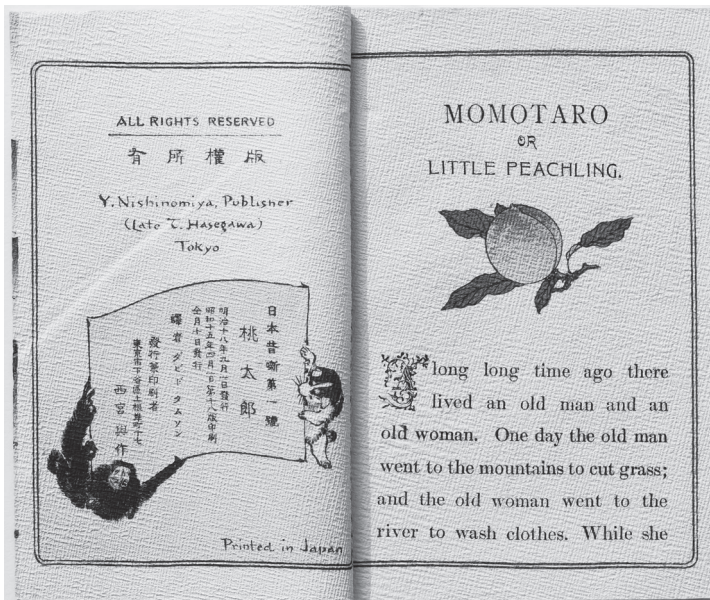 ALL RIGHTS RESERVED
版權所有
Y. Nishinomiya, Publisher
(Late T. Hasegawa)
Tokyo
日本昔噺第一號
桃太郎
明治十八年九月一日發行
昭和十五年四月一日第十八版印刷
仝月十日發行
譯者 ダビド タムソン
發行兼印刷者
東京市下谷區上根岸町十七
西宮與作
Printed in Japan
MOMOTARO
OR
LITTLE PEACHLING.
A long long time ago there
lived an old man and an
old woman. One day the old man
went to the mountains to cut grass;
and the old woman went to the
river to wash clothes. While she